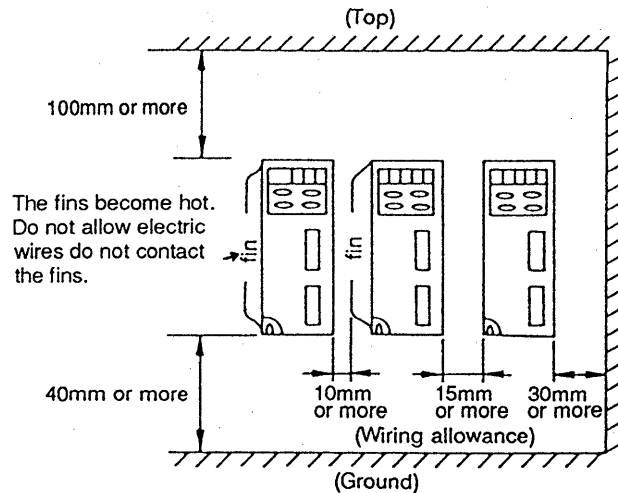 (Top)
100mm or more
The fins become hot.
Do not allow electric
wires do not contact
the fins.
fin
fin
40mm or more
10mm
or more
15mm
or more
30mm
or more
(Wiring allowance)
(Ground)